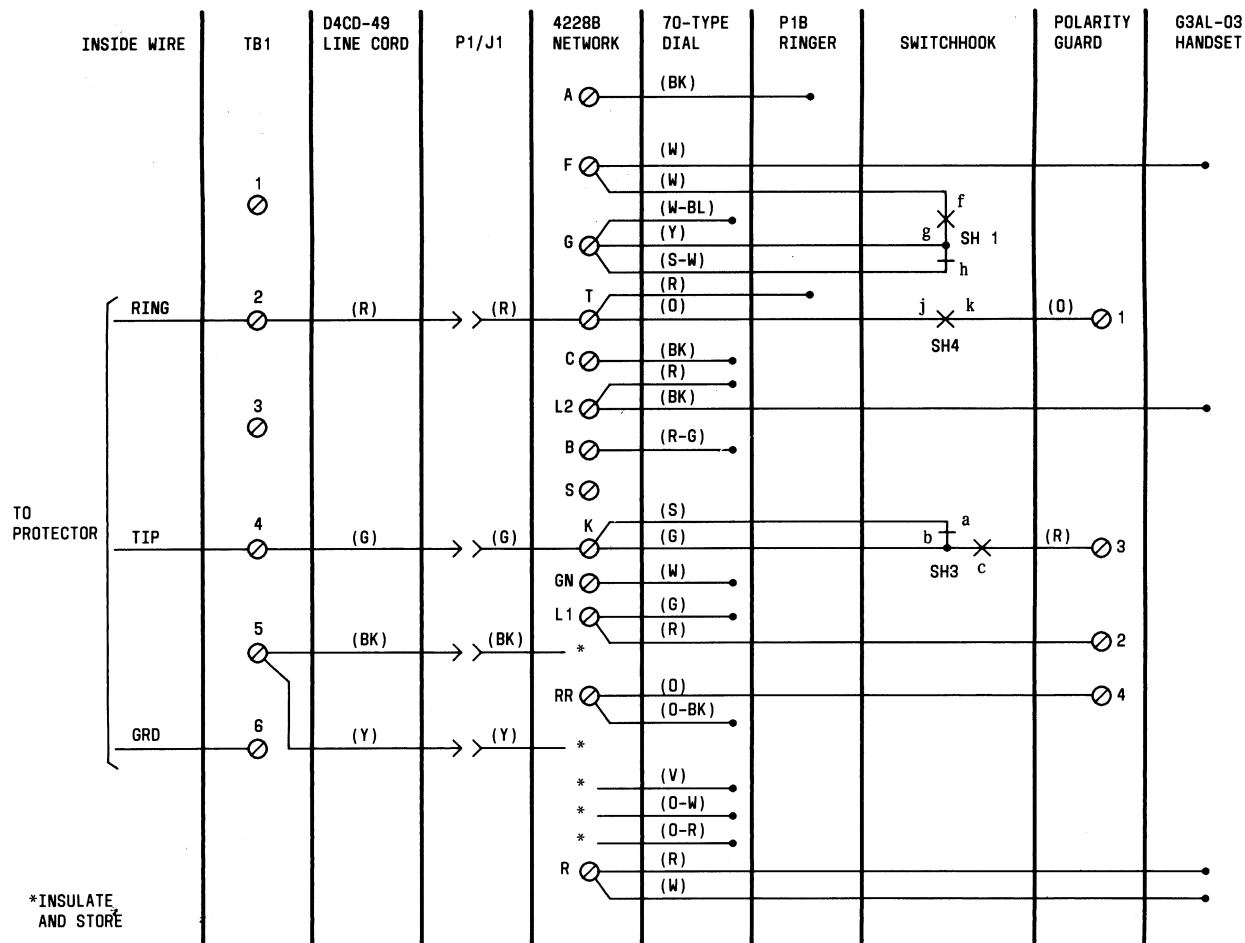 INSIDE WIRE
TB1
D4CD-49
LINE CORD
P1/J1
4228B
NETWORK
70-TYPE
DIAL
P1B
RINGER
SWITCHHOOK
POLARITY
GUARD
G3AL-03
HANDSET
A (BK)
F (W)
(W)
1
f
(W-BL)
G (Y) g SH 1
(S-W)
h
(R)
RING 2 (R) (R) T (O) j k (O) 1
SH4
C (BK)
(R)
3
L2 (BK)
B (R-G)
S
TO
PROTECTOR
(S) a
TIP 4 (G) (G) K (G) b (R) 3
SH3 c
GN (W)
L1 (G)
(R) 2
5 (BK) (BK) *
RR (O) 4
(O-BK)
GRD 6 (Y) (Y) *
* (V)
* (O-W)
* (O-R)
R (R)
(W)
*INSULATE
AND STORE